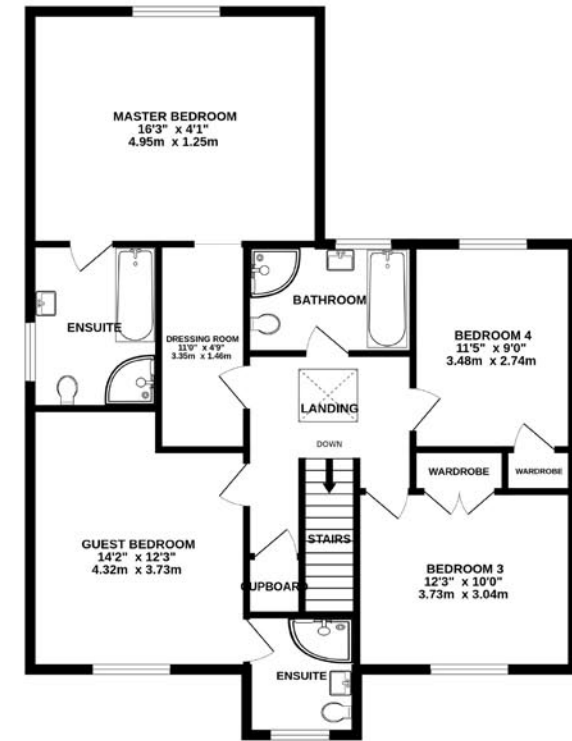 MASTER BEDROOM
16'3" x 4'1"
4.95m x 1.25m
ENSUITE
DRESSING ROOM
11'0" x 4'9"
3.35m x 1.46m
BATHROOM
BEDROOM 4
11'5" x 9'0"
3.48m x 2.74m
LANDING
DOWN
WARDROBE
WARDROBE
GUEST BEDROOM
14'2" x 12'3"
4.32m x 3.73m
STAIRS
CUPBOARD
BEDROOM 3
12'3" x 10'0"
3.73m x 3.04m
ENSUITE